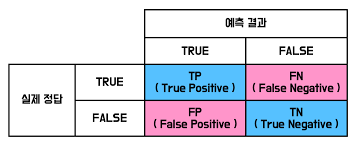 예측 결과
TRUE FALSE
실제 정답
TRUE
TP
( True Positive )
FN
( False Negative )
FALSE
FP
( False Positive )
TN
( True Negative )